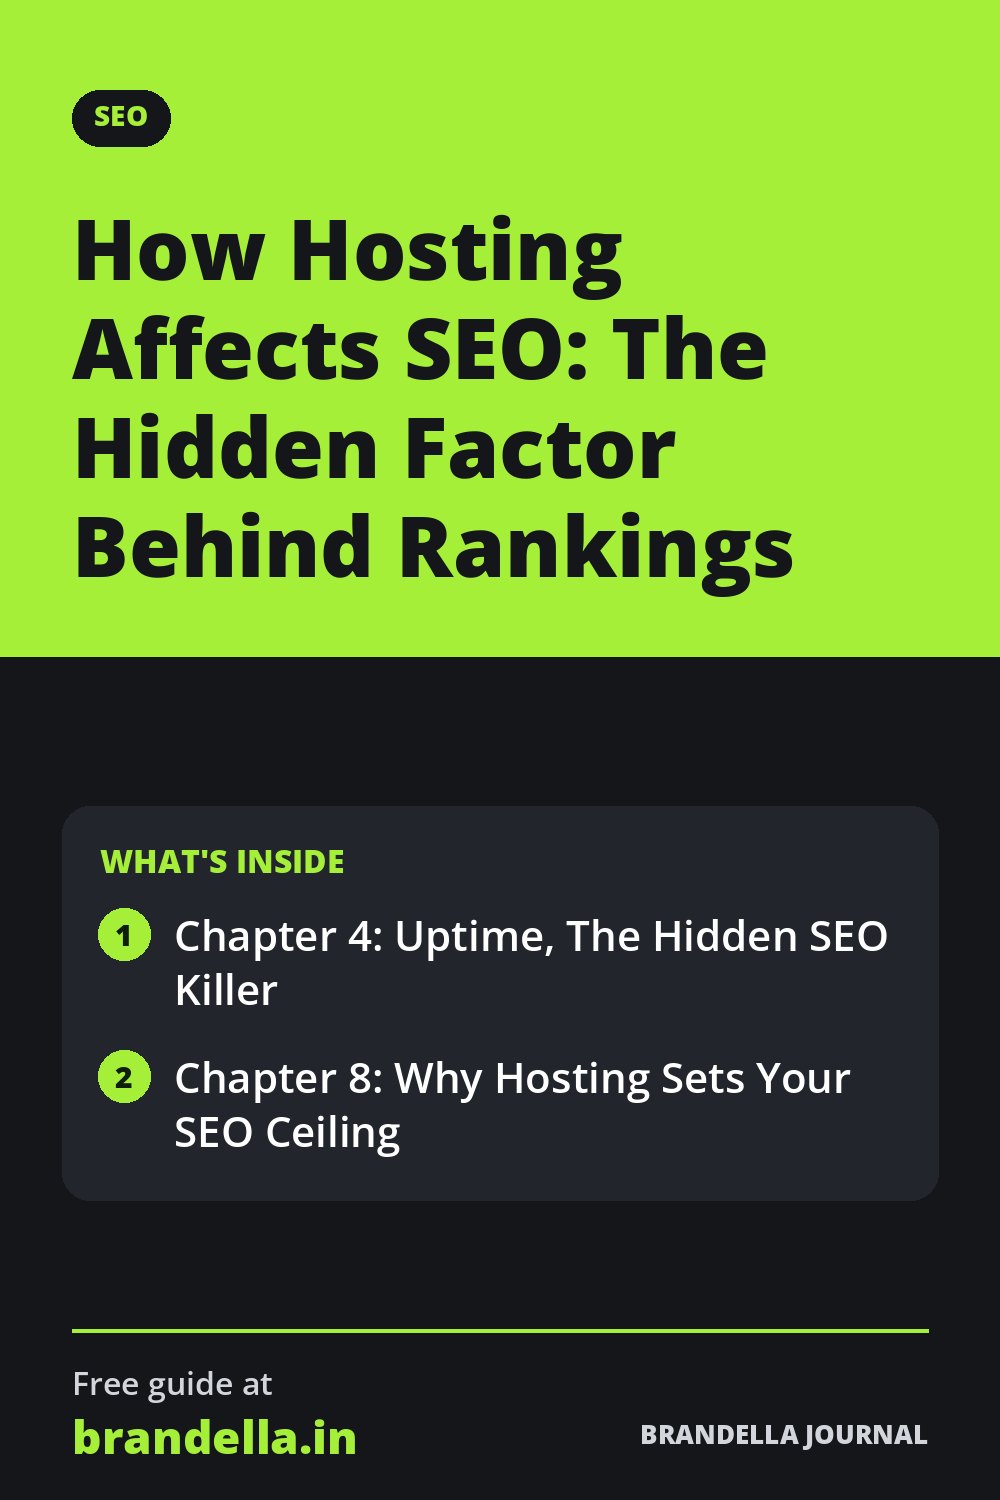 SEO
How Hosting
Affects SEO: The
Hidden Factor
Behind Rankings
WHAT'S INSIDE
1 Chapter 4: Uptime, The Hidden SEO
Killer
2 Chapter 8: Why Hosting Sets Your
SEO Ceiling
Free guide at
brandella.in
BRANDELLA JOURNAL